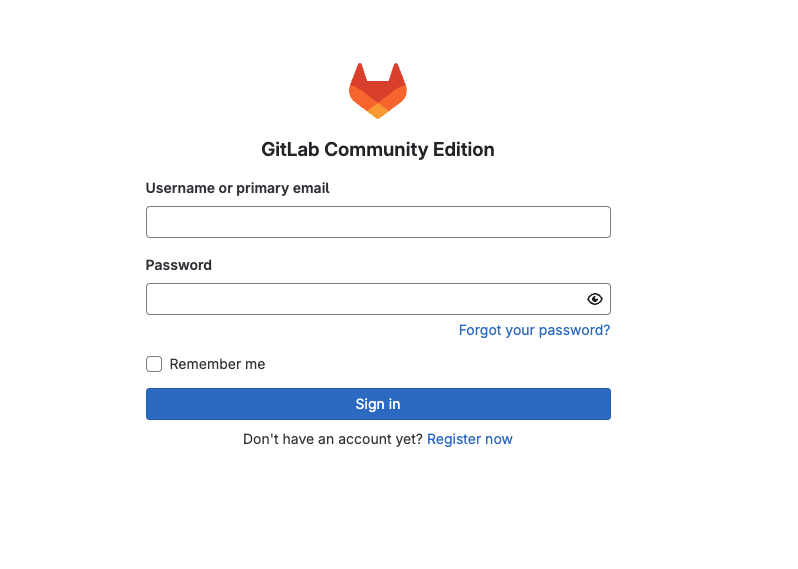 GitLab Community Edition
Username or primary email
Password
Forgot your password?
Remember me
Sign in
Don't have an account yet? Register now